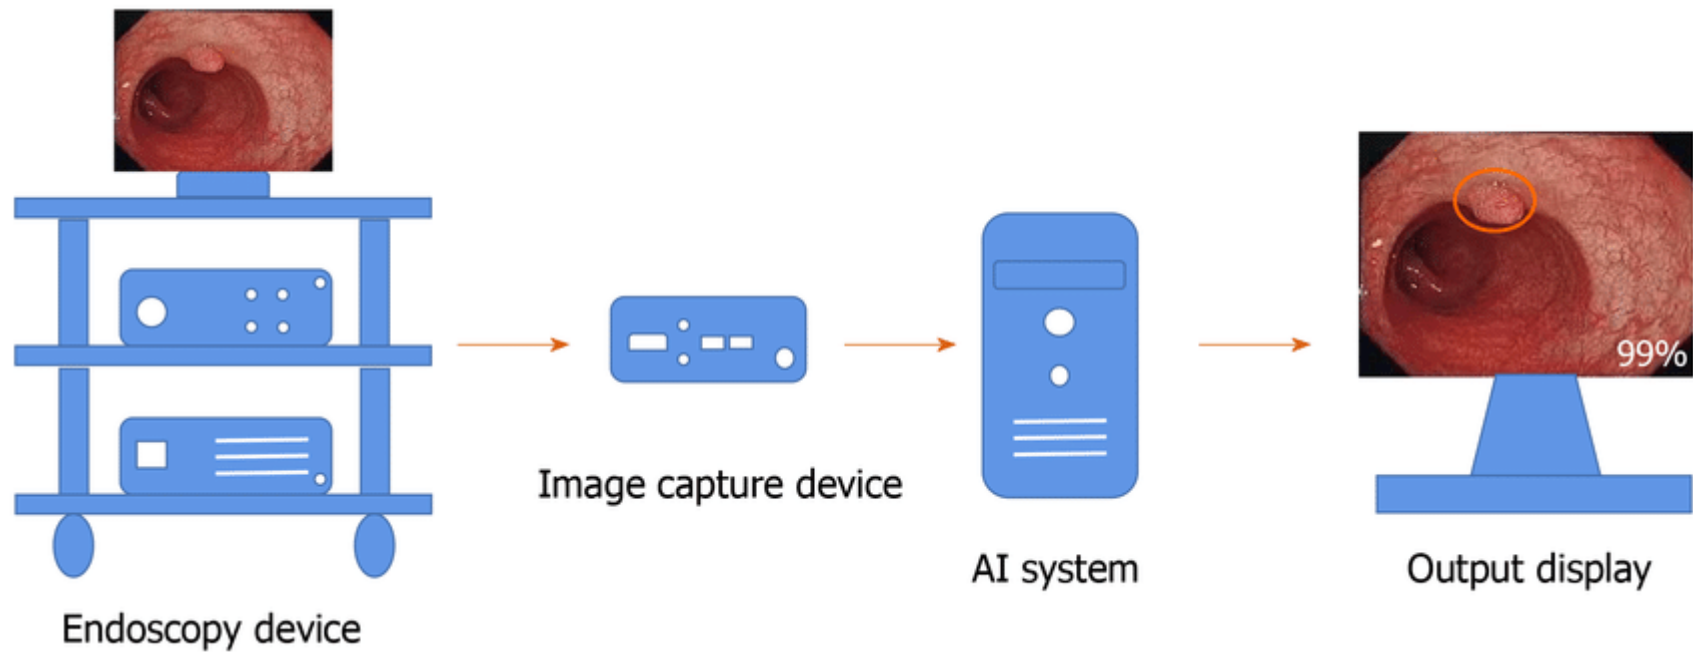 99%
Image capture device
AI system
Output display
Endoscopy device